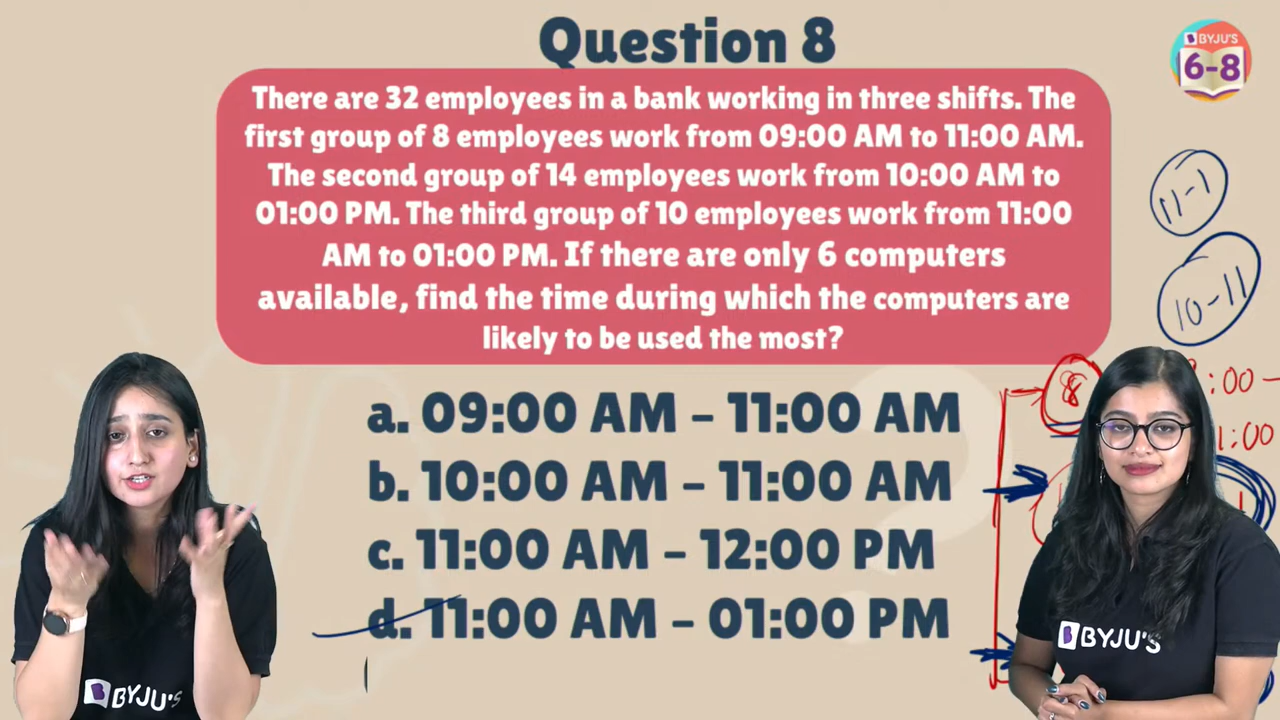 Question 8
BYJU'S
6-8
There are 32 employees in a bank working in three shifts. The
first group of 8 employees work from 09:00 AM to 11:00 AM.
The second group of 14 employees work from 10:00 AM to
01:00 PM. The third group of 10 employees work from 11:00
AM to 01:00 PM. If there are only 6 computers
available, find the time during which the computers are
likely to be used the most?
11-1
10-11
8
:00 -
1:00
a. 09:00 AM – 11:00 AM
b. 10:00 AM – 11:00 AM
c. 11:00 AM – 12:00 PM
d. 11:00 AM – 01:00 PM
BYJU'S
BYJU'S